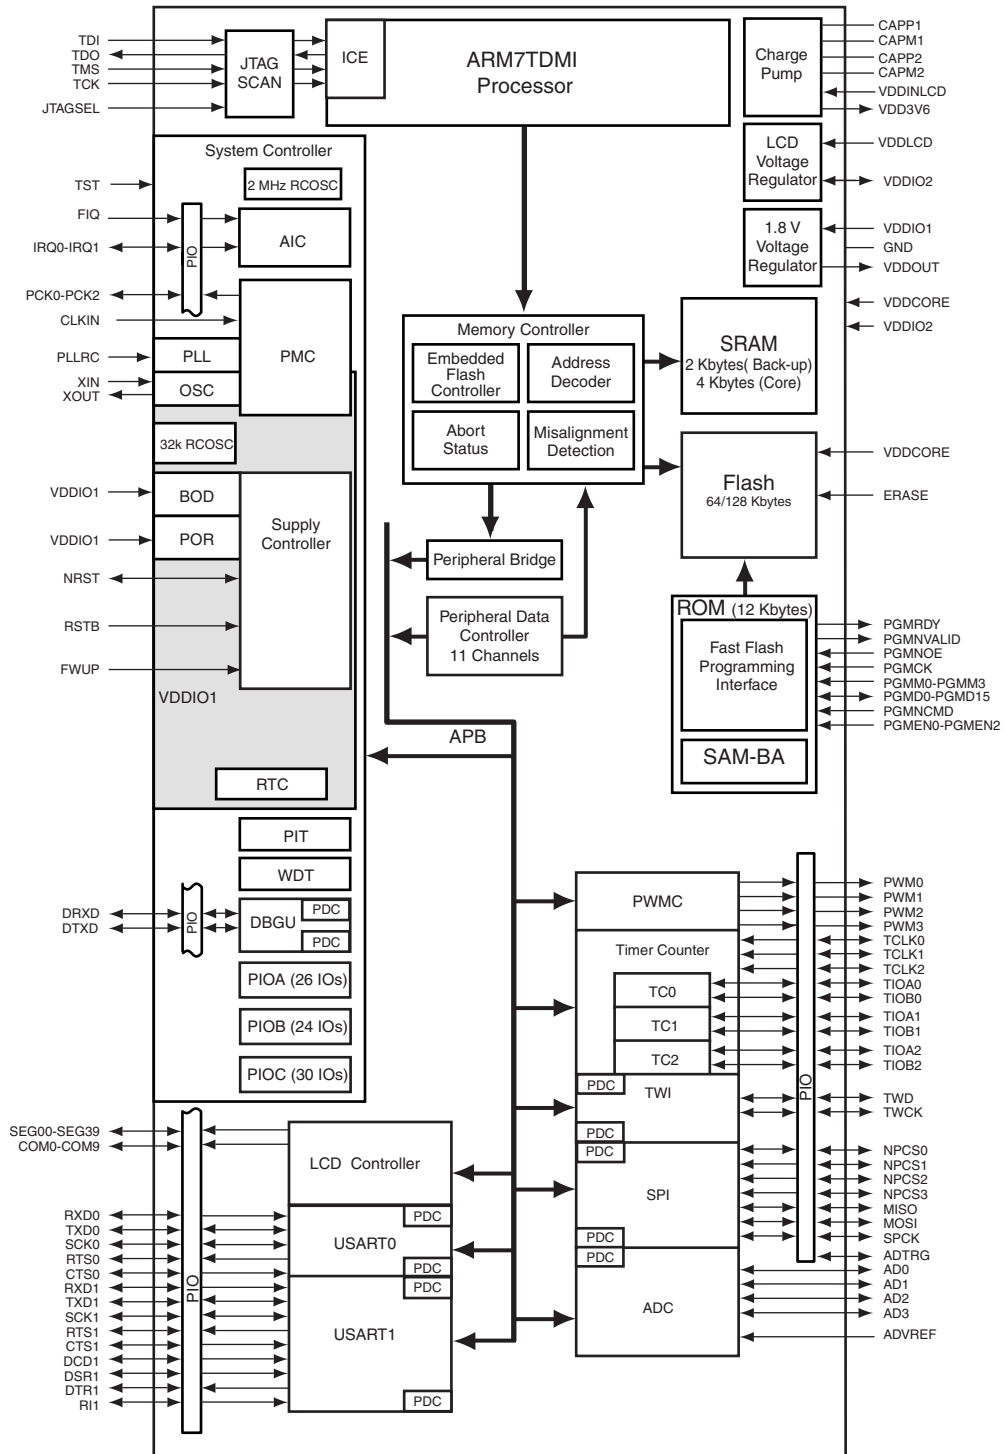 TDI
TDO
TMS
TCK
JTAGSEL
JTAG
SCAN
ICE
ARM7TDMI
Processor
Charge
Pump
CAPP1
CAPM1
CAPP2
CAPM2
VDDINLCD
VDD3V6
LCD
Voltage
Regulator
VDDLCD
VDDIO2
1.8 V
Voltage
Regulator
VDDIO1
GND
VDDOUT
VDDCORE
VDDIO2
System Controller
TST
2 MHz RCOSC
FIQ
IRQ0-IRQ1
PIO
AIC
PCK0-PCK2
CLKIN
PMC
PLLRC
PLL
XIN
XOUT
OSC
32k RCOSC
VDDIO1
BOD
VDDIO1
POR
Supply
Controller
NRST
RSTB
FWUP
VDDIO1
RTC
Memory Controller
Embedded
Flash
Controller
Address
Decoder
Abort
Status
Misalignment
Detection
SRAM
2 Kbytes( Back-up)
4 Kbytes (Core)
Flash
64/128 Kbytes
VDDCORE
ERASE
Peripheral Bridge
Peripheral Data
Controller
11 Channels
APB
ROM (12 Kbytes)
Fast Flash
Programming
Interface
SAM-BA
PGMRDY
PGMNVALID
PGMNOE
PGMCK
PGMM0-PGMM3
PGMD0-PGMD15
PGMNCMD
PGMEN0-PGMEN2
PIT
WDT
DRXD
DTXD
PIO
DBGU
PDC
PDC
PIOA (26 IOs)
PIOB (24 IOs)
PIOC (30 IOs)
SEG00-SEG39
COM0-COM9
LCD Controller
RXD0
TXD0
SCK0
RTS0
CTS0
RXD1
TXD1
SCK1
RTS1
CTS1
DCD1
DSR1
DTR1
RI1
PIO
PDC
USART0
PDC
PDC
USART1
PDC
PWMC
Timer Counter
TC0
TC1
TC2
PDC
TWI
PDC
PDC
SPI
PDC
PDC
ADC
PIO
PWM0
PWM1
PWM2
PWM3
TCLK0
TCLK1
TCLK2
TIOA0
TIOB0
TIOA1
TIOB1
TIOA2
TIOB2
TWD
TWCK
NPCS0
NPCS1
NPCS2
NPCS3
MISO
MOSI
SPCK
ADTRG
AD0
AD1
AD2
AD3
ADVREF